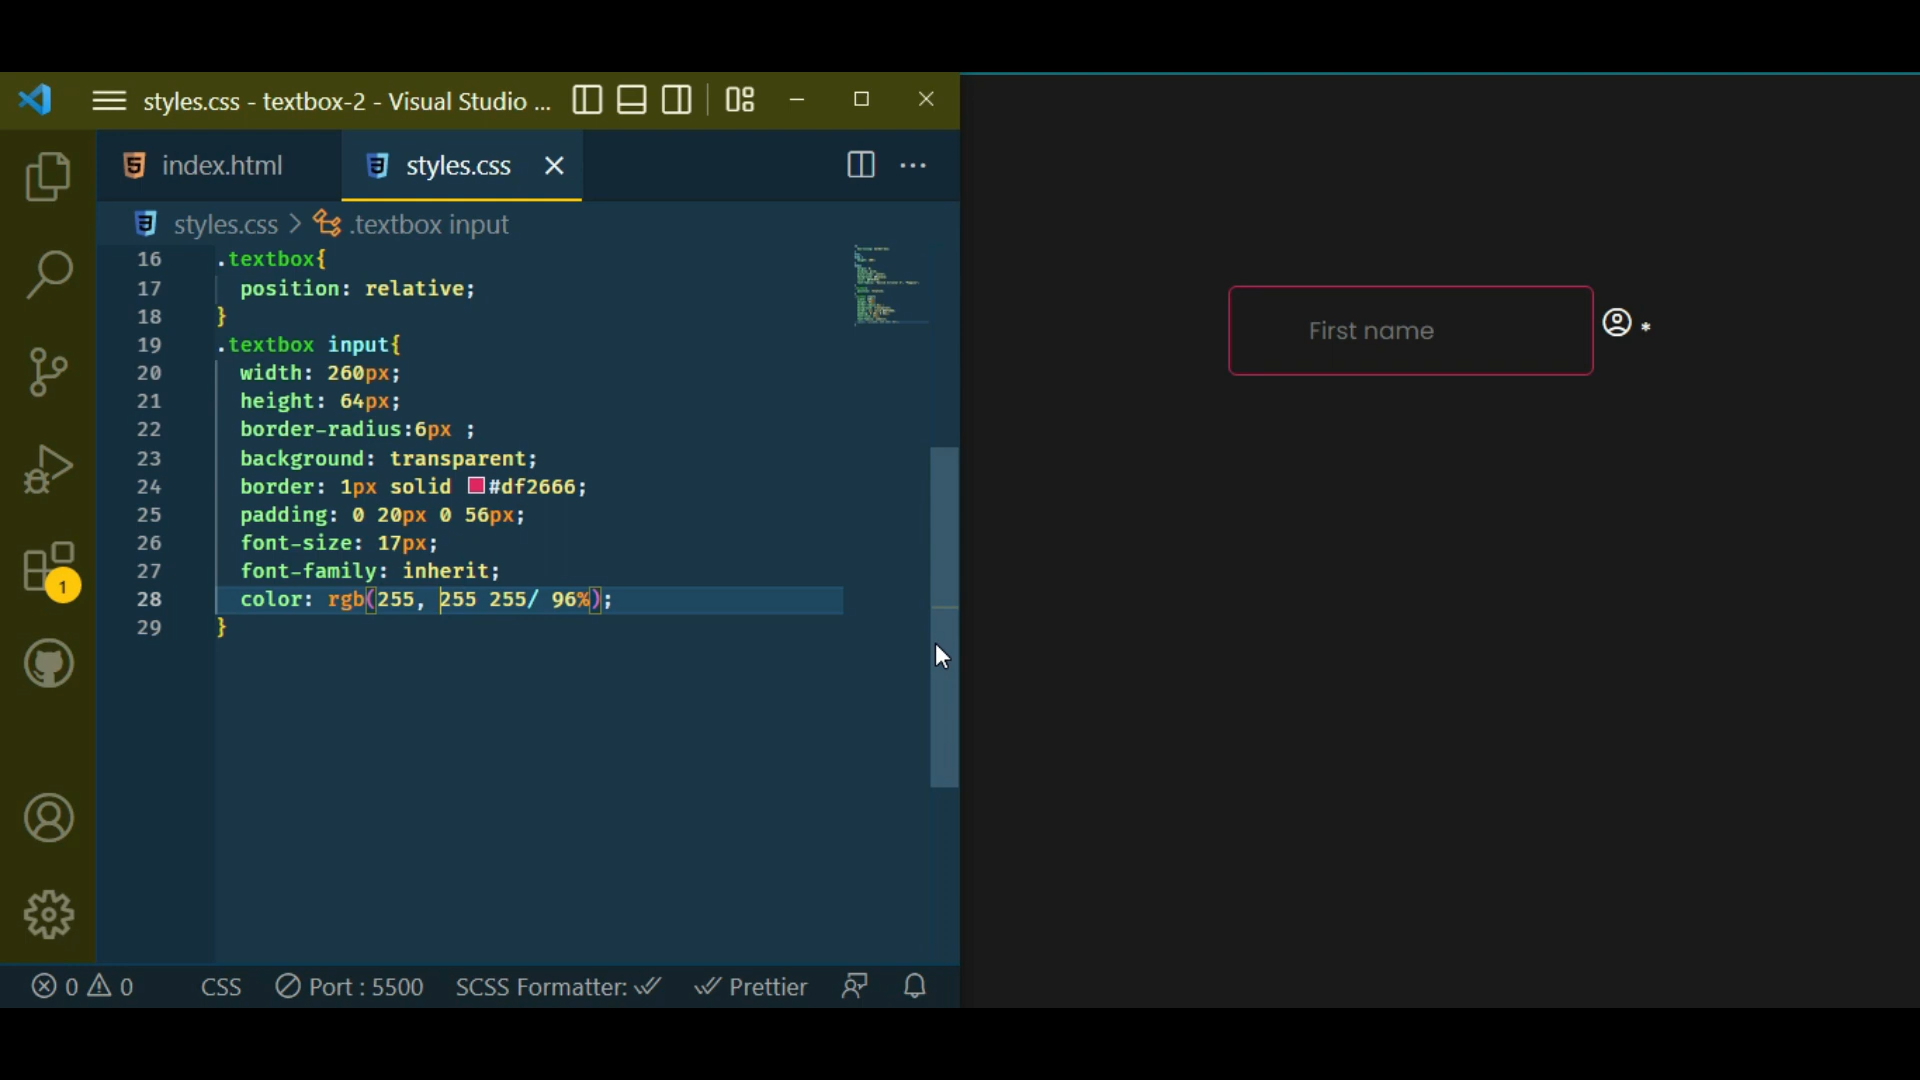 styles.css - textbox-2 - Visual Studio ...
index.html
styles.css
styles.css > .textbox input
16 .textbox{
17 position: relative;
18 }
19 .textbox input{
20 width: 260px;
21 height: 64px;
22 border-radius:6px ;
23 background: transparent;
24 border: 1px solid #df2666;
25 padding: 0 20px 0 56px;
26 font-size: 17px;
27 font-family: inherit;
28 color: rgb(255, 255 255/ 96%);
29 }
1
0 0 CSS Port : 5500 SCSS Formatter: Prettier
First name
*